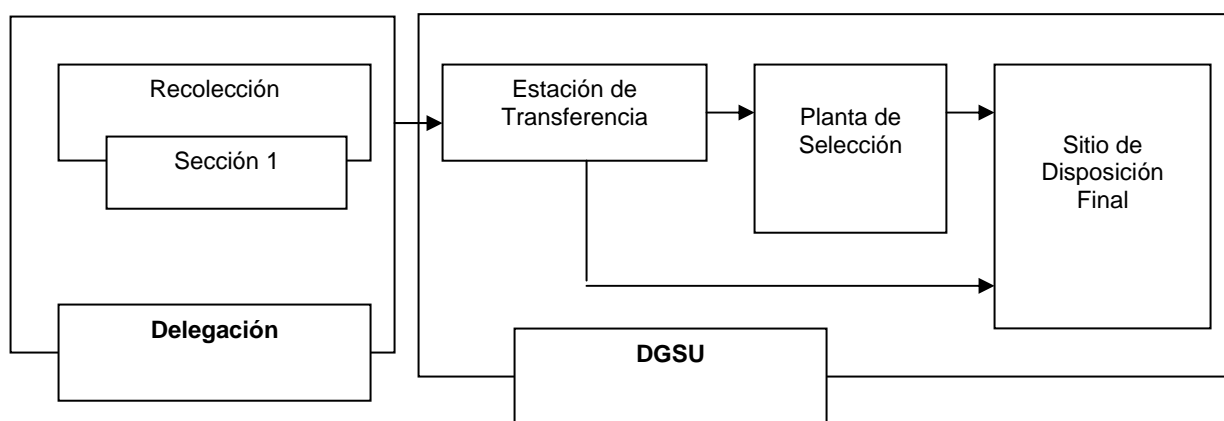 Recolección
Sección 1
Delegación
Estación de
Transferencia
Planta de
Selección
Sitio de
Disposición
Final
DGSU